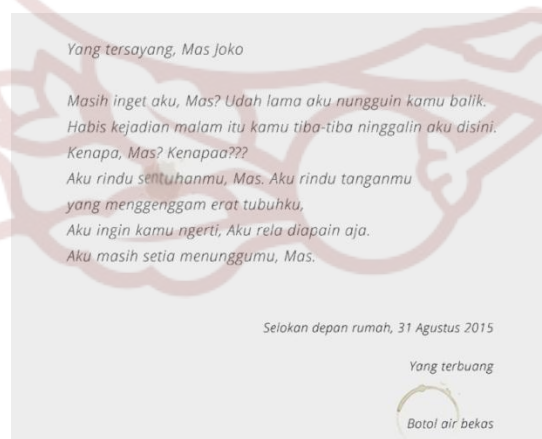 Yang tersayang, Mas Joko
Masih inget aku, Mas? Udah lama aku nungguin kamu balik.
Habis kejadian malam itu kamu tiba-tiba ninggalin aku disini.
Kenapa, Mas? Kenapaa???
Aku rindu sentuhanmu, Mas. Aku rindu tanganmu
yang menggenggam erat tubuhku,
Aku ingin kamu ngerti, Aku rela diapain aja.
Aku masih setia menunggumu, Mas.
Selokan depan rumah, 31 Agustus 2015
Yang terbuang
Botol air bekas